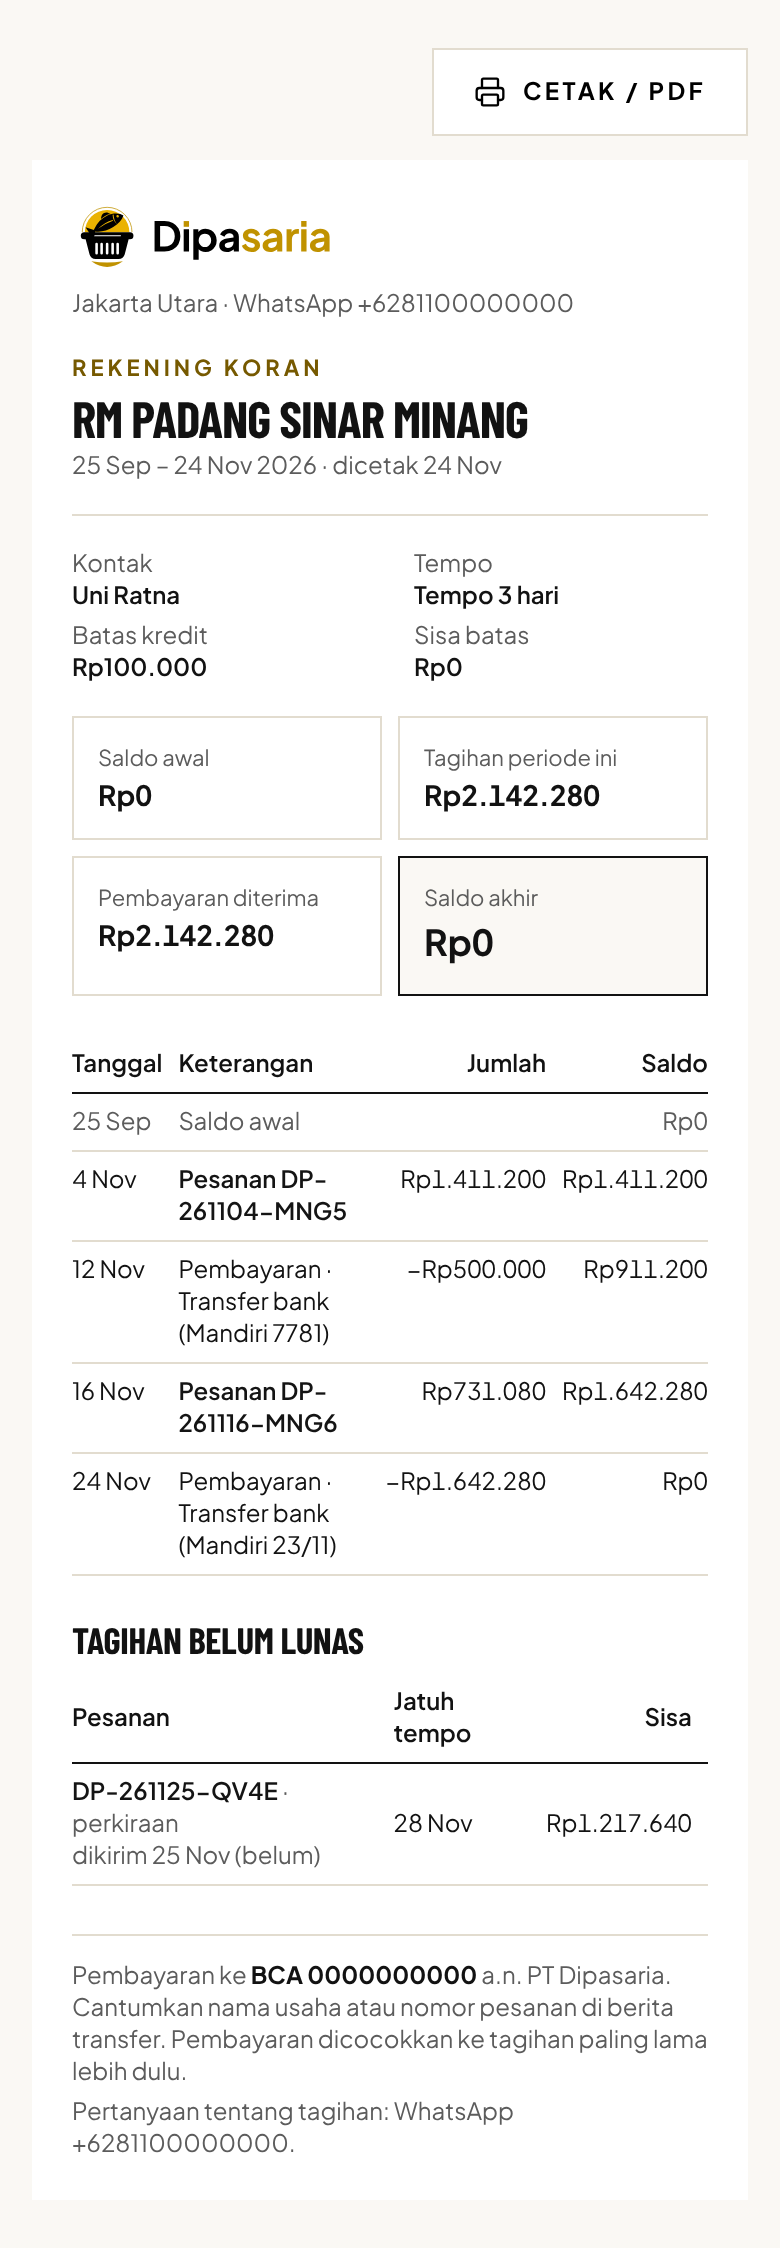 CETAK / PDF
Dipasaria
Jakarta Utara · WhatsApp +6281100000000
REKENING KORAN
RM PADANG SINAR MINANG
25 Sep – 24 Nov 2026 · dicetak 24 Nov
Kontak
Uni Ratna
Tempo
Tempo 3 hari
Batas kredit
Rp100.000
Sisa batas
Rp0
Saldo awal
Rp0
Tagihan periode ini
Rp2.142.280
Pembayaran diterima
Rp2.142.280
Saldo akhir
Rp0
Tanggal Keterangan Jumlah Saldo
25 Sep Saldo awal Rp0
4 Nov Pesanan DP- Rp1.411.200 Rp1.411.200
261104-MNG5
12 Nov Pembayaran · −Rp500.000 Rp911.200
Transfer bank
(Mandiri 7781)
16 Nov Pesanan DP- Rp731.080 Rp1.642.280
261116-MNG6
24 Nov Pembayaran · −Rp1.642.280 Rp0
Transfer bank
(Mandiri 23/11)
TAGIHAN BELUM LUNAS
Pesanan Jatuh tempo Sisa
DP-261125-QV4E ·
perkiraan 28 Nov Rp1.217.640
dikirim 25 Nov (belum)
Pembayaran ke BCA 0000000000 a.n. PT Dipasaria.
Cantumkan nama usaha atau nomor pesanan di berita
transfer. Pembayaran dicocokkan ke tagihan paling lama
lebih dulu.
Pertanyaan tentang tagihan: WhatsApp
+6281100000000.